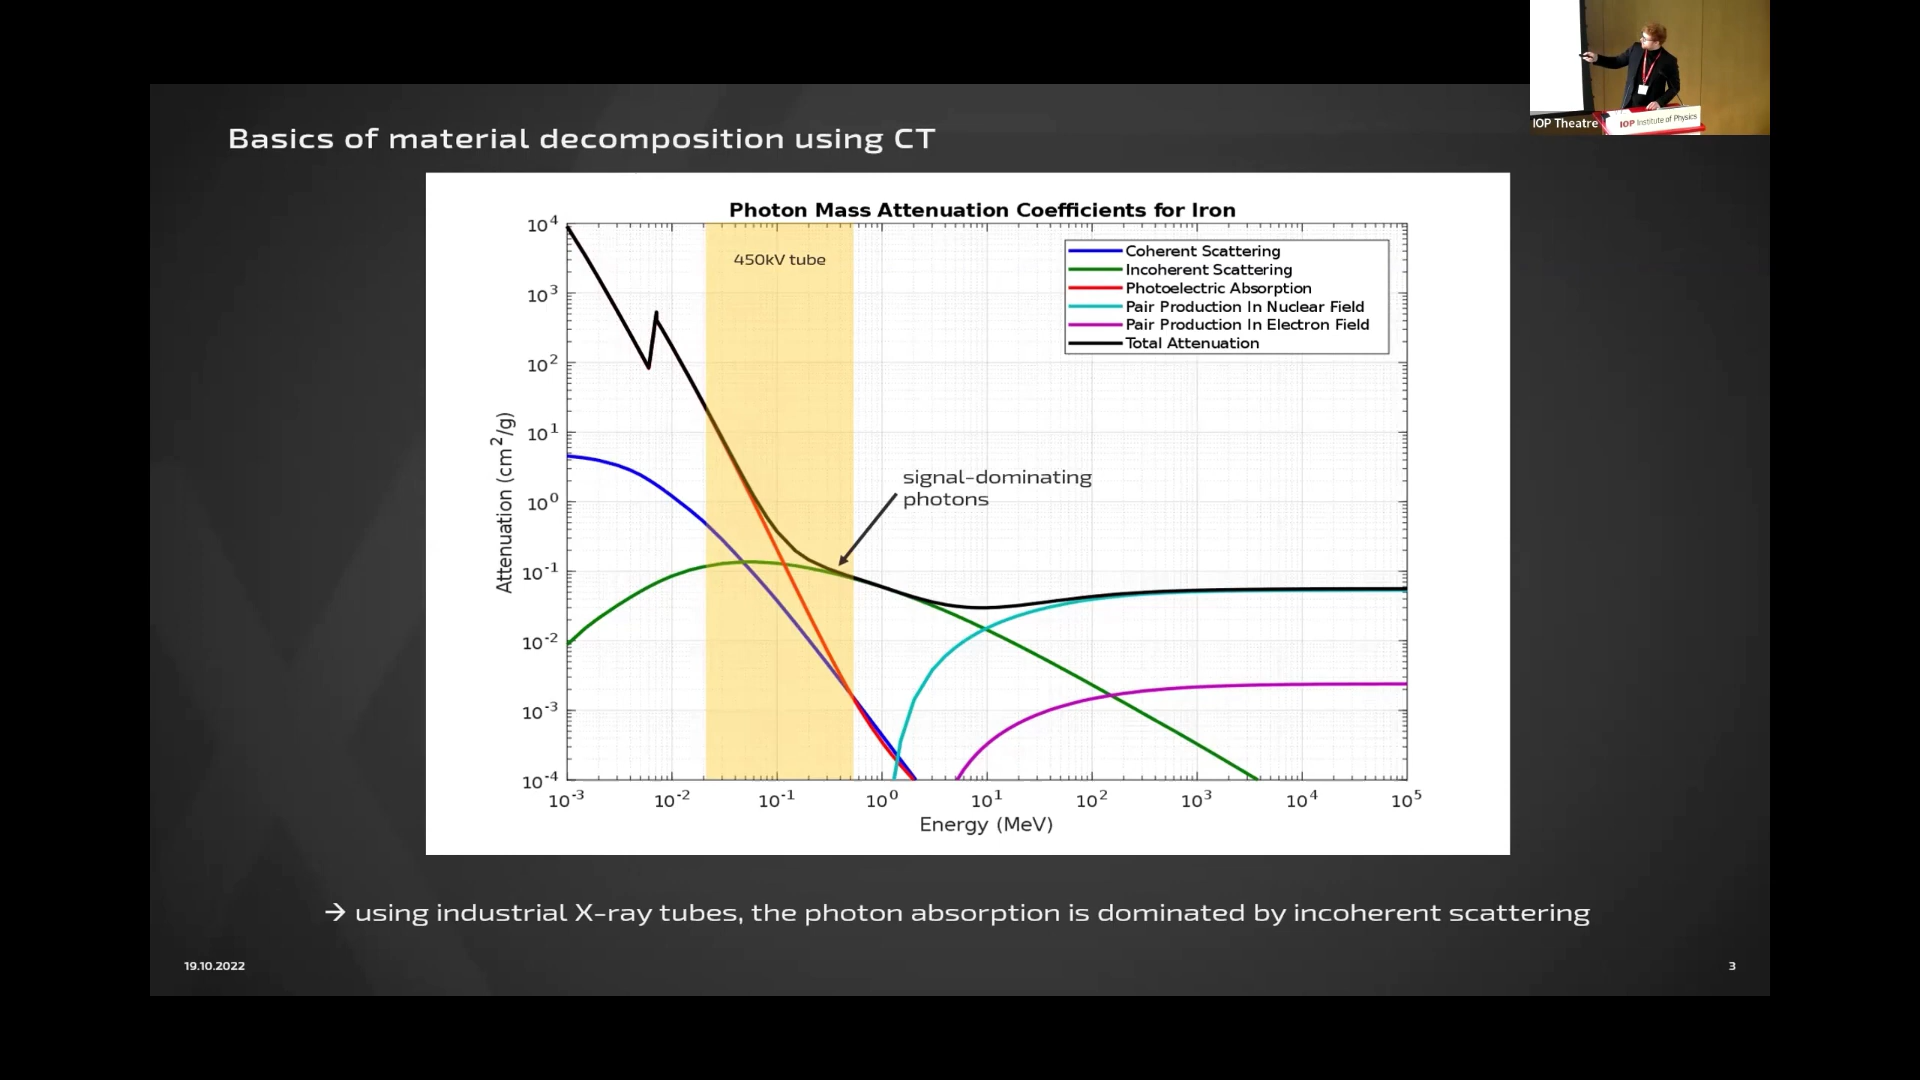 IOP Theatre
IOP Institute of Physics
Basics of material decomposition using CT
Photon Mass Attenuation Coefficients for Iron
450kV tube
Coherent Scattering
Incoherent Scattering
Photoelectric Absorption
Pair Production In Nuclear Field
Pair Production In Electron Field
Total Attenuation
signal-dominating
photons
Attenuation (cm²/g)
10⁴
10³
10²
10¹
10⁰
10⁻¹
10⁻²
10⁻³
10⁻⁴
10⁻³ 10⁻² 10⁻¹ 10⁰ 10¹ 10² 10³ 10⁴ 10⁵
Energy (MeV)
→ using industrial X-ray tubes, the photon absorption is dominated by incoherent scattering
19.10.2022
3